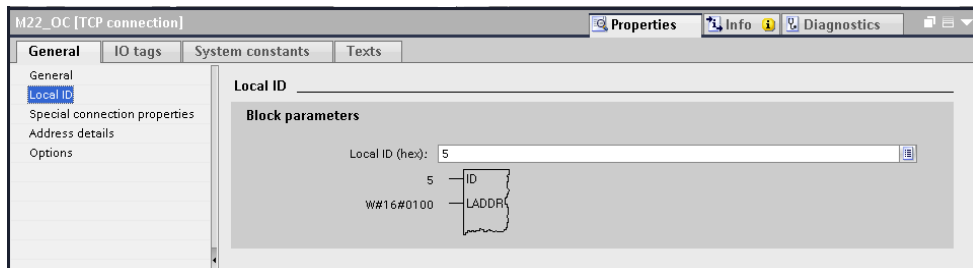 M22_OC [TCP connection]
Properties
Info
Diagnostics
General
IO tags
System constants
Texts
General
Local ID
Special connection properties
Address details
Options
Local ID
Block parameters
Local ID (hex): 5
5 ID
W#16#0100 LADDR